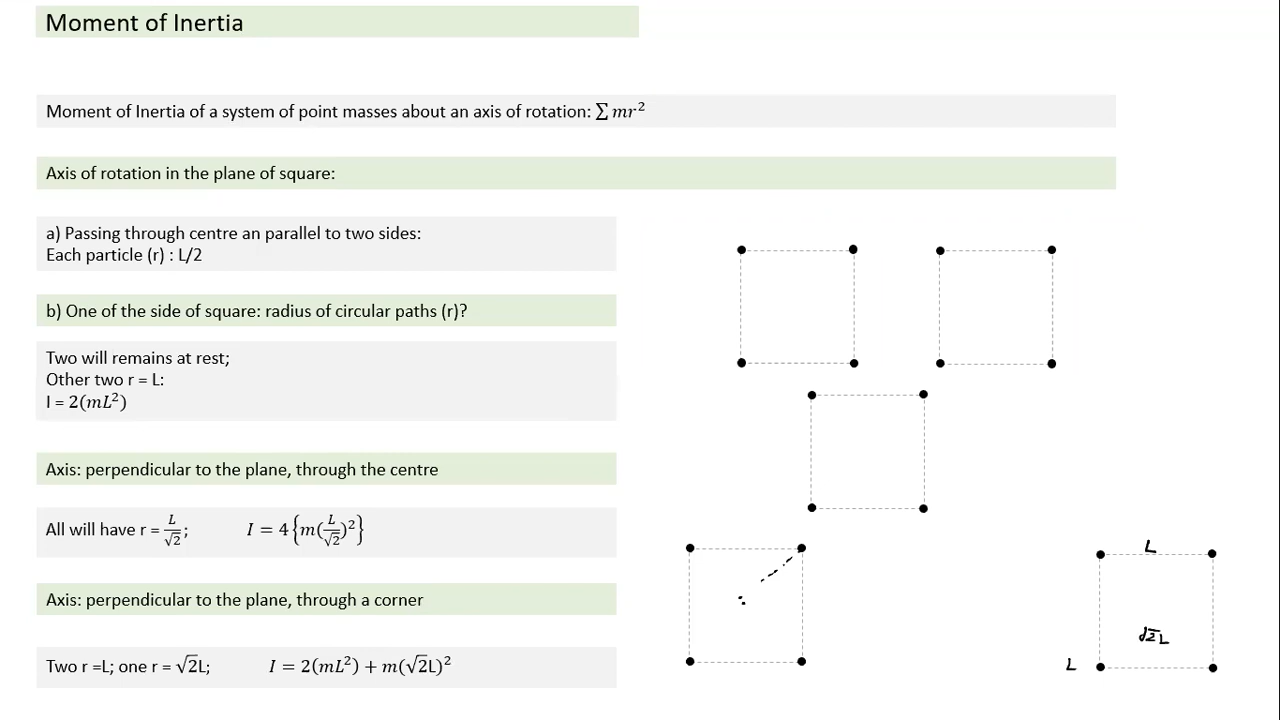 Moment of Inertia
Moment of Inertia of a system of point masses about an axis of rotation: ∑ mr²
Axis of rotation in the plane of square:
a) Passing through centre an parallel to two sides:
Each particle (r) : L/2
b) One of the side of square: radius of circular paths (r)?
Two will remains at rest;
Other two r = L:
I = 2(mL²)
Axis: perpendicular to the plane, through the centre
All will have r = L/√2; I = 4{m(L/√2)²}
Axis: perpendicular to the plane, through a corner
Two r =L; one r = √2L; I = 2(mL²) + m(√2L)²
L
√2L
L